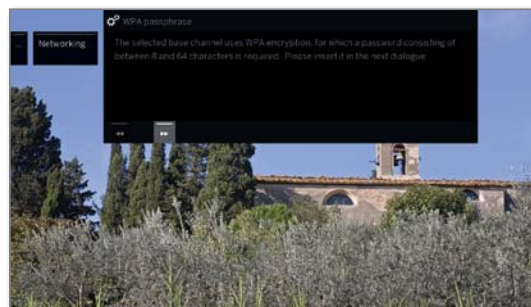 WPA passphrase
...
Networking
The selected base channel uses WPA encryption, for which a password consisting of
between 8 and 64 characters is required. Please insert it in the next dialogue.